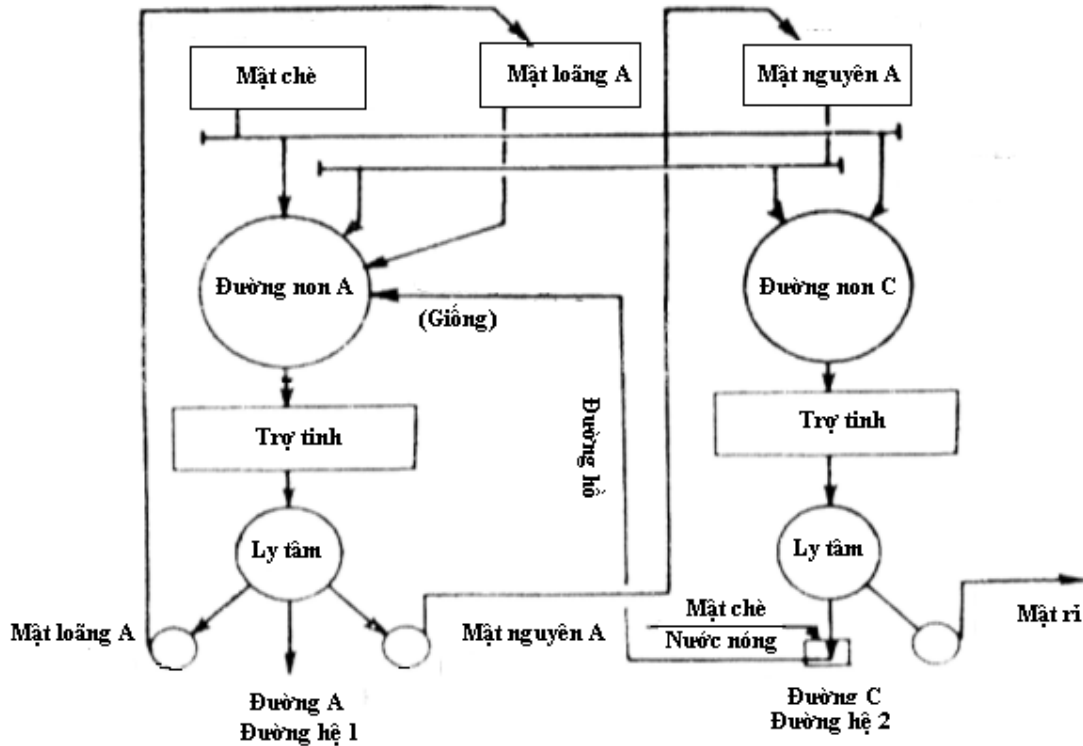 Mật chè
Mật loãng A
Mật nguyên A
Đường non A
Đường non C
(Giống)
Đường hồ
Trợ tinh
Trợ tinh
Ly tâm
Ly tâm
Mật chè
Nước nóng
Mật rỉ
Mật loãng A
Mật nguyên A
Đường A
Đường hệ 1
Đường C
Đường hệ 2